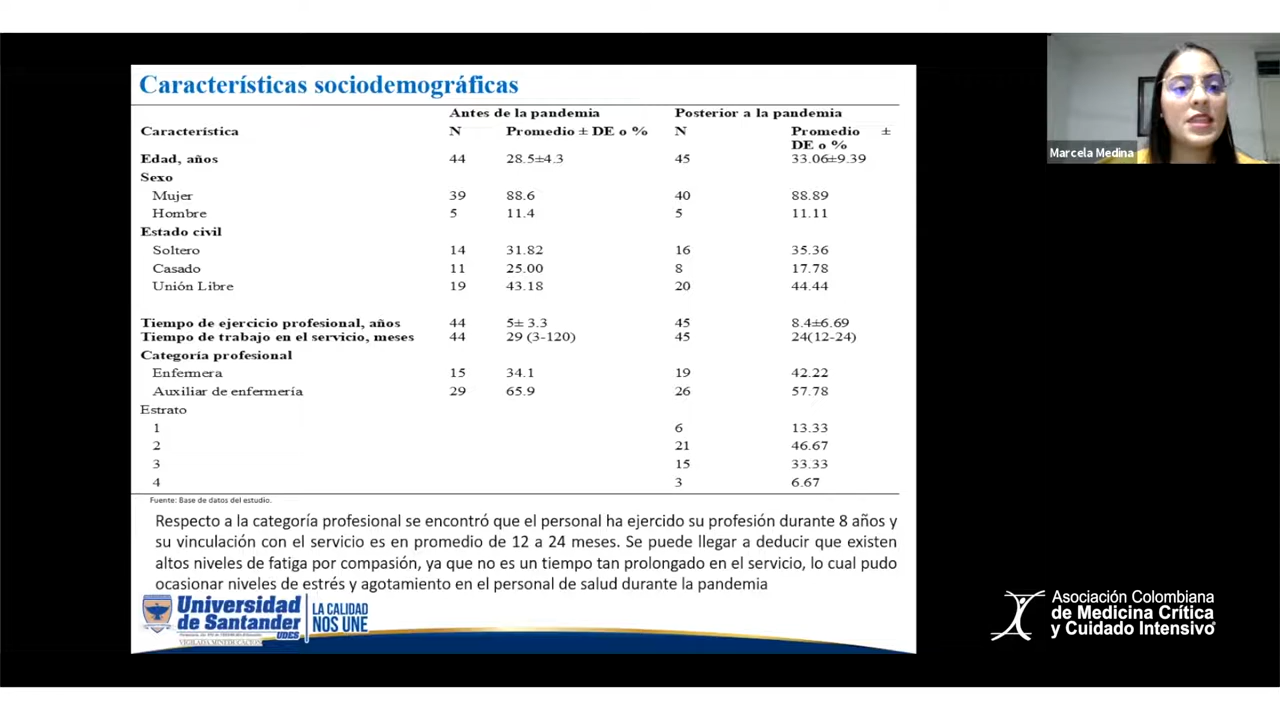 Características sociodemográficas
Antes de la pandemia Posterior a la pandemia
Característica N Promedio ± DE o % N Promedio ± DE o %
Edad, años 44 28.5±4.3 45 33.06±9.39
Sexo
Mujer 39 88.6 40 88.89
Hombre 5 11.4 5 11.11
Estado civil
Soltero 14 31.82 16 35.36
Casado 11 25.00 8 17.78
Unión Libre 19 43.18 20 44.44
Tiempo de ejercicio profesional, años 44 5± 3.3 45 8.4±6.69
Tiempo de trabajo en el servicio, meses 44 29 (3-120) 45 24(12-24)
Categoría profesional
Enfermera 15 34.1 19 42.22
Auxiliar de enfermería 29 65.9 26 57.78
Estrato
1 6 13.33
2 21 46.67
3 15 33.33
4 3 6.67
Fuente: Base de datos del estudio.
Respecto a la categoría profesional se encontró que el personal ha ejercido su profesión durante 8 años y
su vinculación con el servicio es en promedio de 12 a 24 meses. Se puede llegar a deducir que existen
altos niveles de fatiga por compasión, ya que no es un tiempo tan prolongado en el servicio, lo cual pudo
ocasionar niveles de estrés y agotamiento en el personal de salud durante la pandemia
Universidad
de Santander
UDES
VIGILADA MINEDUCACIÓN
LA CALIDAD
NOS UNE
Marcela Medina
Asociación Colombiana
de Medicina Crítica
y Cuidado Intensivo